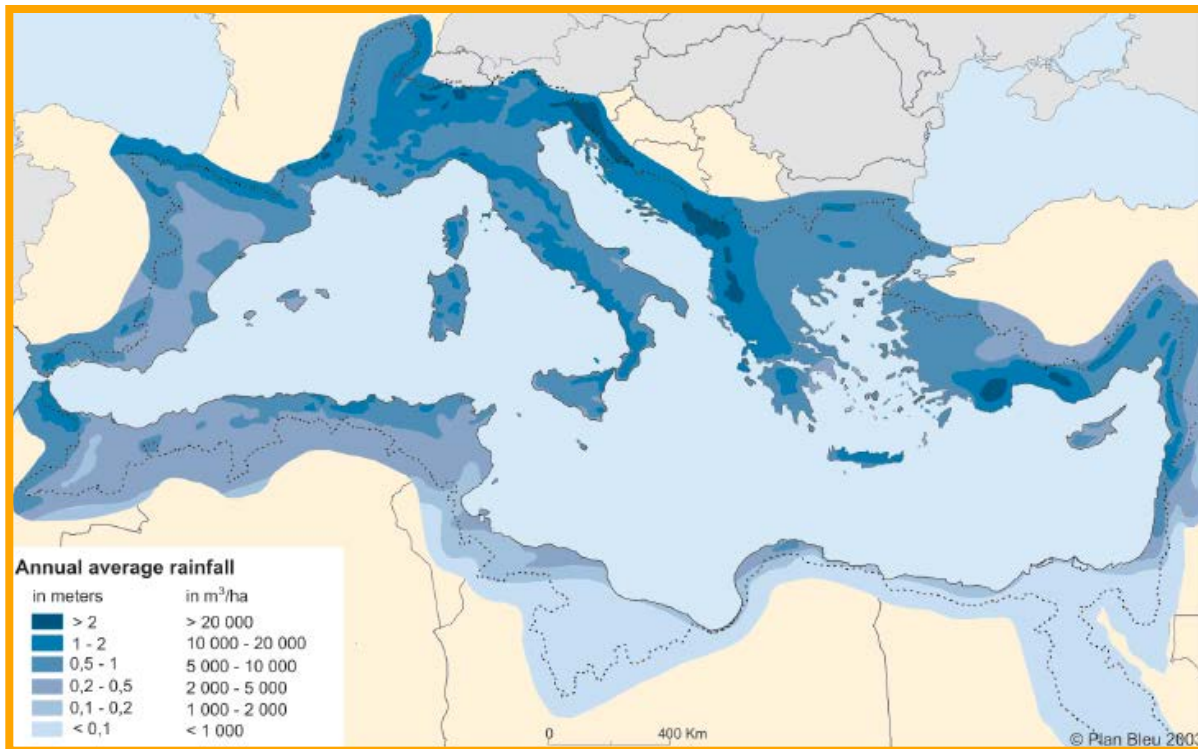 Annual average rainfall
in meters in m³/ha
> 2 > 20 000
1 - 2 10 000 - 20 000
0,5 - 1 5 000 - 10 000
0,2 - 0,5 2 000 - 5 000
0,1 - 0,2 1 000 - 2 000
< 0,1 < 1 000
0 400 Km
© Plan Bleu 2003